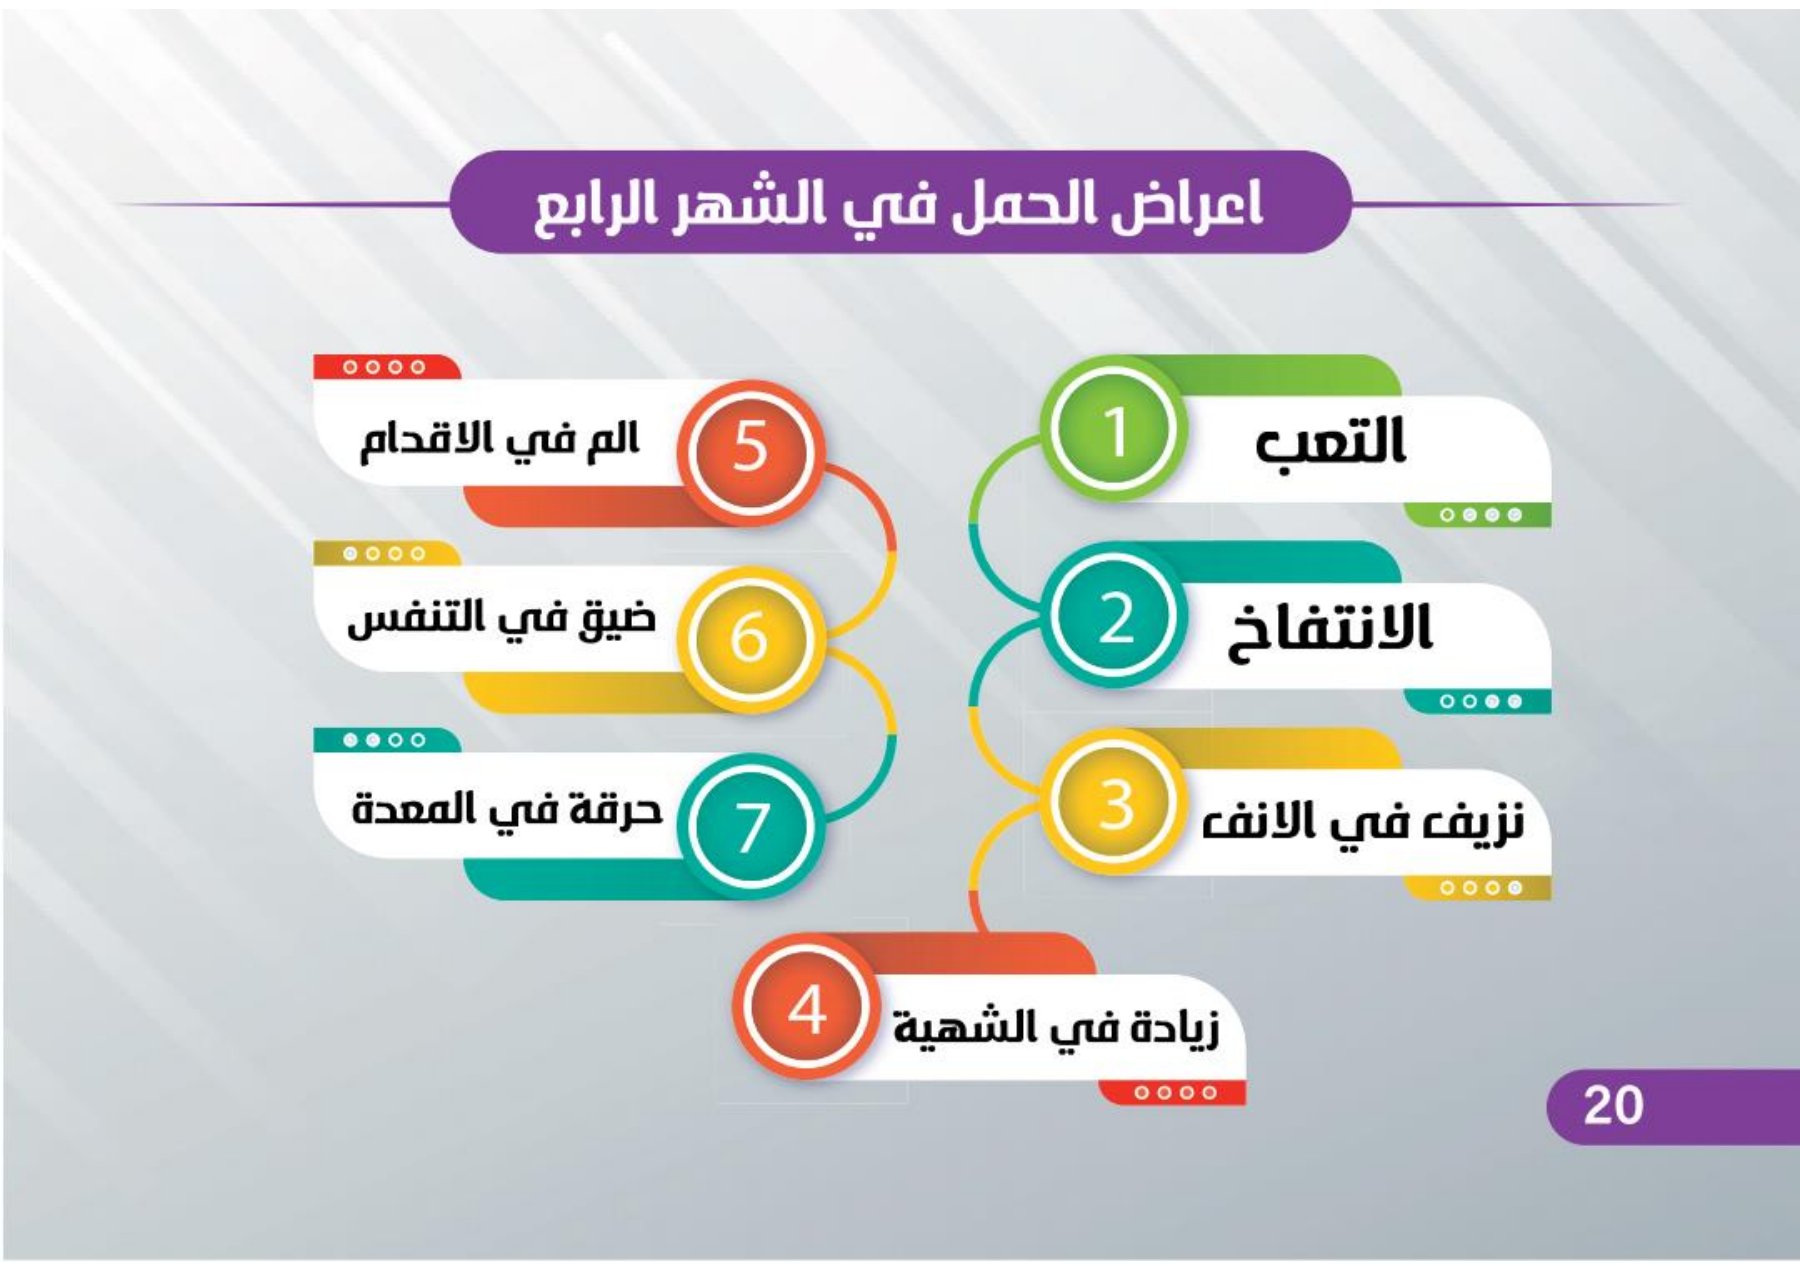 اعراض الحمل في الشهر الرابع
1
التعب
2
الانتفاخ
3
نزيف في الانف
4
زيادة في الشهية
5
الم في الاقدام
6
ضيق في التنفس
7
حرقة في المعدة
20